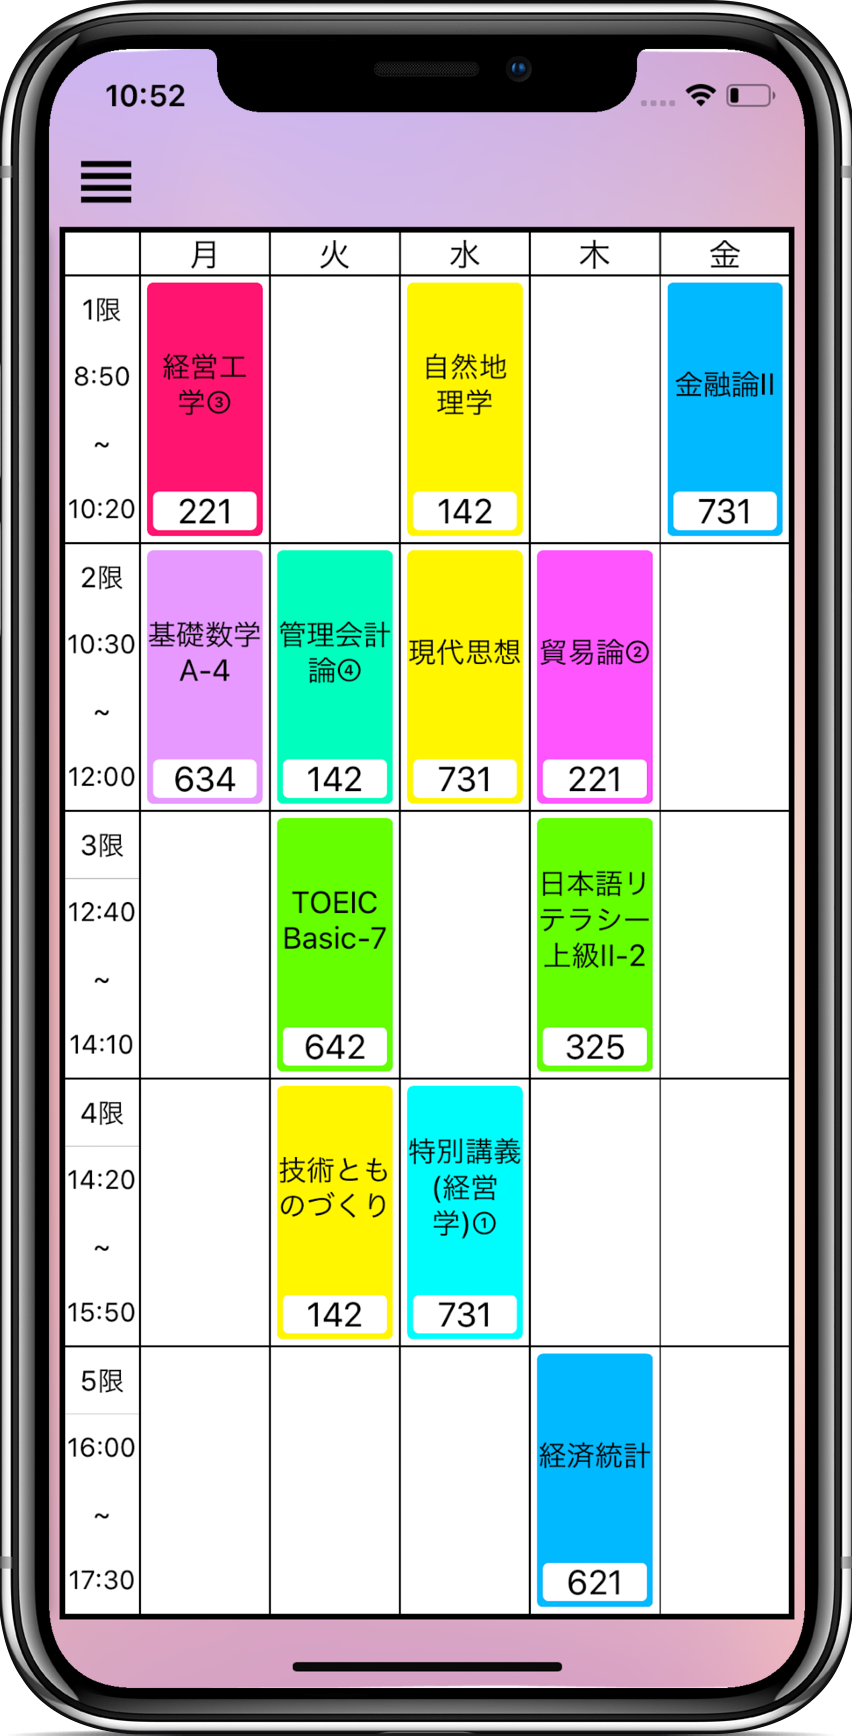 10:52
月 火 水 木 金
1限
8:50
~
10:20
経営工
学③
221
自然地
理学
142
金融論II
731
2限
10:30
~
12:00
基礎数学
A-4
634
管理会計
論④
142
現代思想
731
貿易論②
221
3限
12:40
~
14:10
TOEIC
Basic-7
642
日本語リ
テラシー
上級II-2
325
4限
14:20
~
15:50
技術とも
のづくり
142
特別講義
(経営
学)①
731
5限
16:00
~
17:30
経済統計
621